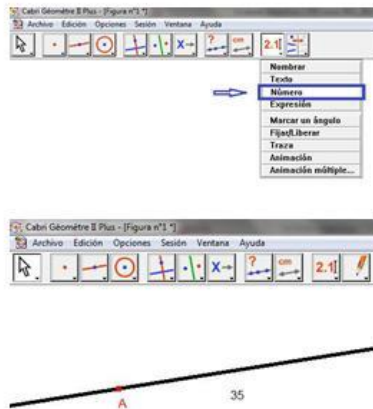 Cabri Géomètre II Plus - [Figura nº1 *]
Archivo Edición Opciones Sesión Ventana Ayuda
X→ ? cm 2.1
Nombrar
Texto
Número
Expresión
Marcar un ángulo
Fijar/Liberar
Traza
Animación
Animación múltiple...
Cabri Géomètre II Plus - [Figura nº1 *]
Archivo Edición Opciones Sesión Ventana Ayuda
X→ ? cm 2.1
A
35